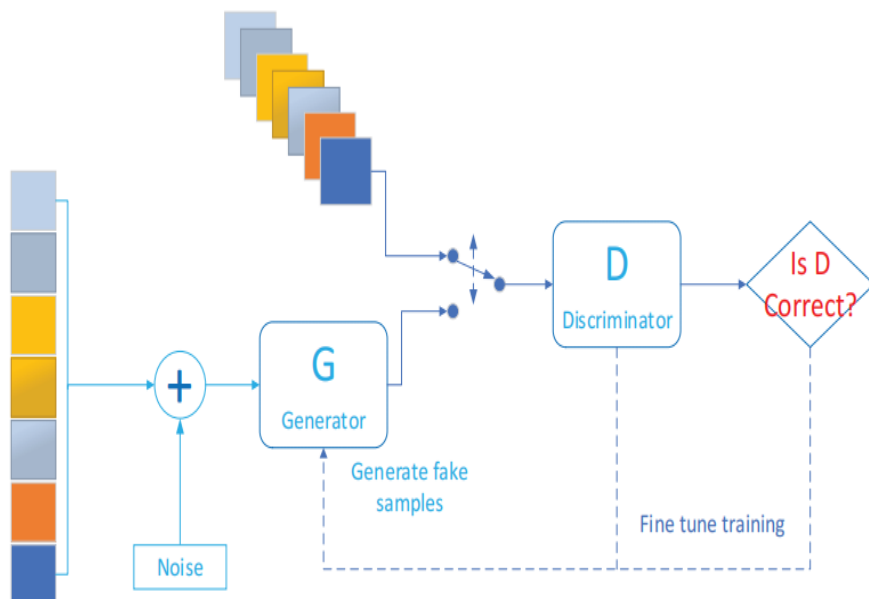 D
Discriminator
Is D
Correct?
+
G
Generator
Generate fake
samples
Fine tune training
Noise